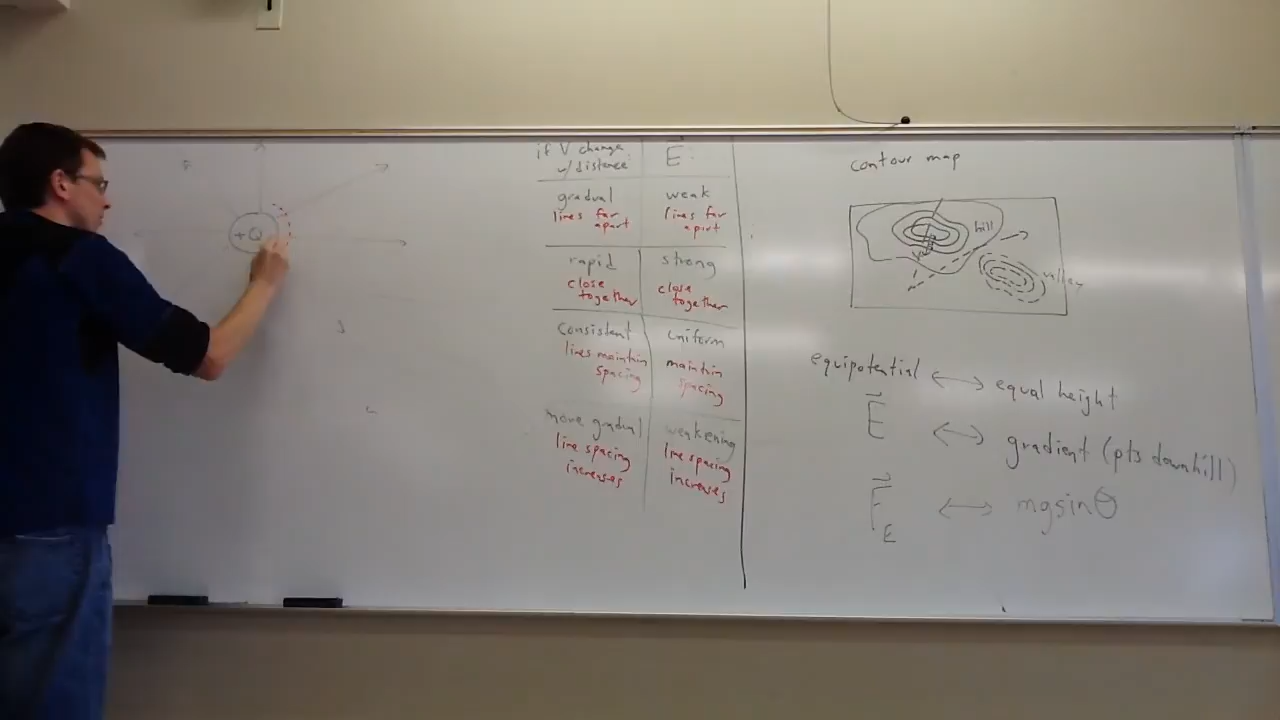 +Q
if V change
w/distance:
E:
gradual
lines far
apart
weak
lines far
apart
rapid
close
together
strong
close
together
consistent
lines maintain
spacing
uniform
maintain
spacing
more gradual
line spacing
increases
weakening
line spacing
increases
contour map
hill
valley
equipotential ⟷ equal height
E ⟷ gradient (pts downhill)
F_E ⟷ mgsinθ